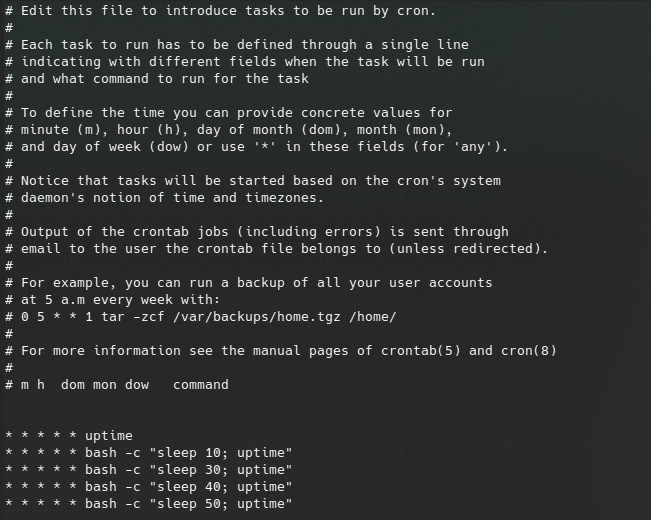 # Edit this file to introduce tasks to be run by cron.
#
# Each task to run has to be defined through a single line
# indicating with different fields when the task will be run
# and what command to run for the task
#
# To define the time you can provide concrete values for
# minute (m), hour (h), day of month (dom), month (mon),
# and day of week (dow) or use '*' in these fields (for 'any').
#
# Notice that tasks will be started based on the cron's system
# daemon's notion of time and timezones.
#
# Output of the crontab jobs (including errors) is sent through
# email to the user the crontab file belongs to (unless redirected).
#
# For example, you can run a backup of all your user accounts
# at 5 a.m every week with:
# 0 5 * * 1 tar -zcf /var/backups/home.tgz /home/
#
# For more information see the manual pages of crontab(5) and cron(8)
#
# m h  dom mon dow   command
* * * * * uptime
* * * * * bash -c "sleep 10; uptime"
* * * * * bash -c "sleep 30; uptime"
* * * * * bash -c "sleep 40; uptime"
* * * * * bash -c "sleep 50; uptime"